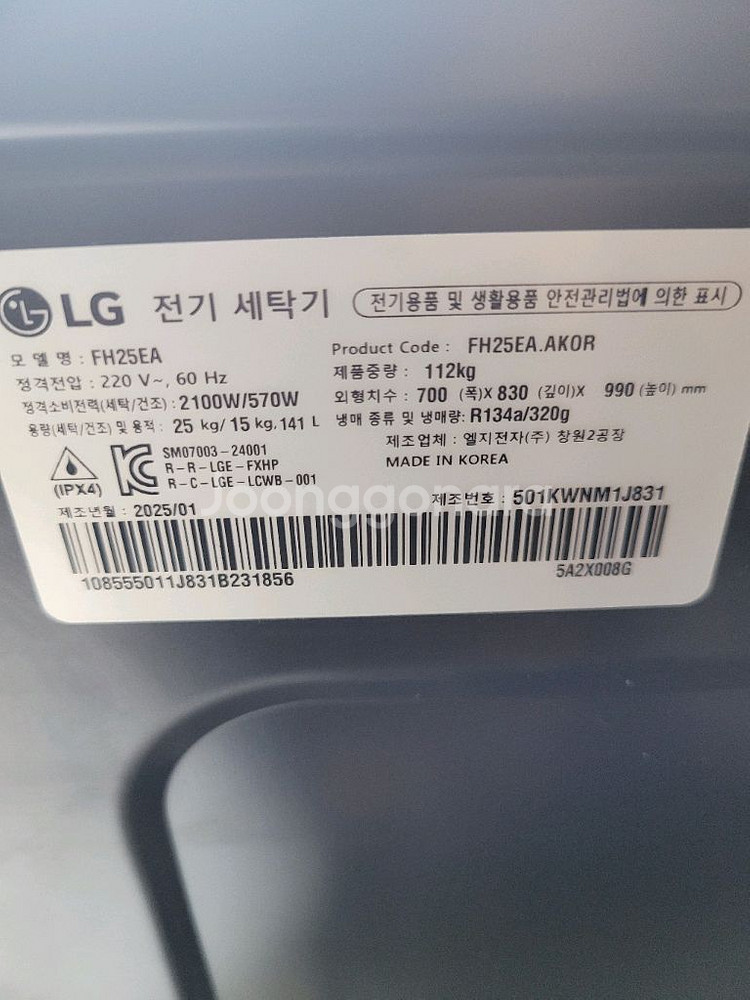 LG 전기 세탁기 전기용품 및 생활용품 안전관리법에 의한 표시
모 델 명 : FH25EA
Product Code : FH25EA.AKOR
정격전압 : 220 V~, 60 Hz
제품중량 : 112kg
정격소비전력(세탁/건조) : 2100W/570W
외형치수 : 700 (폭)X 830 (깊이)X 990 (높이) mm
용량(세탁/건조) 및 용적 : 25 kg/ 15 kg, 141 L
냉매 종류 및 냉매량: R134a/320g
제조업체 : 엘지전자(주) 창원2공장
MADE IN KOREA
(IPX4)
SM07003-24001
R-R-LGE-FXHP
R-C-LGE-LCWB-001
제조년월 : 2025/01
제조번호 : 501KWNM1J831
108555011J831B231856
5A2X008G
Joonggonara